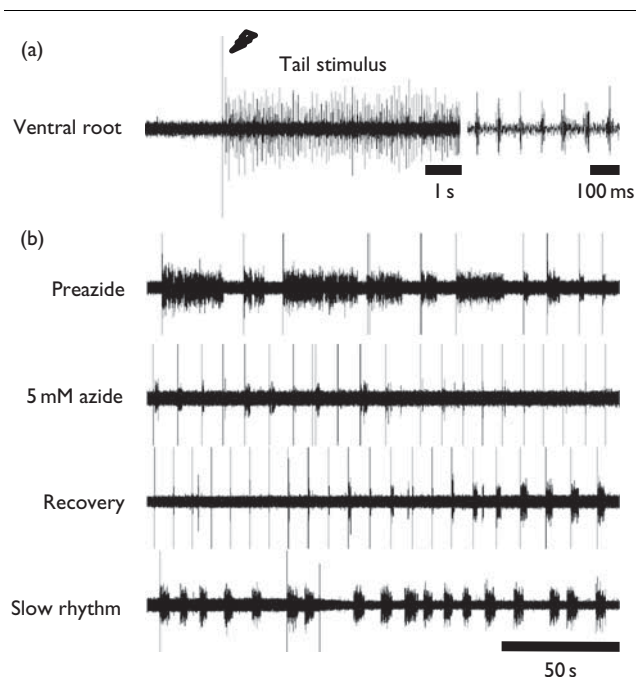 (a)
Tail stimulus
Ventral root
1 s
100 ms
(b)
Preazide
5 mM azide
Recovery
Slow rhythm
50 s